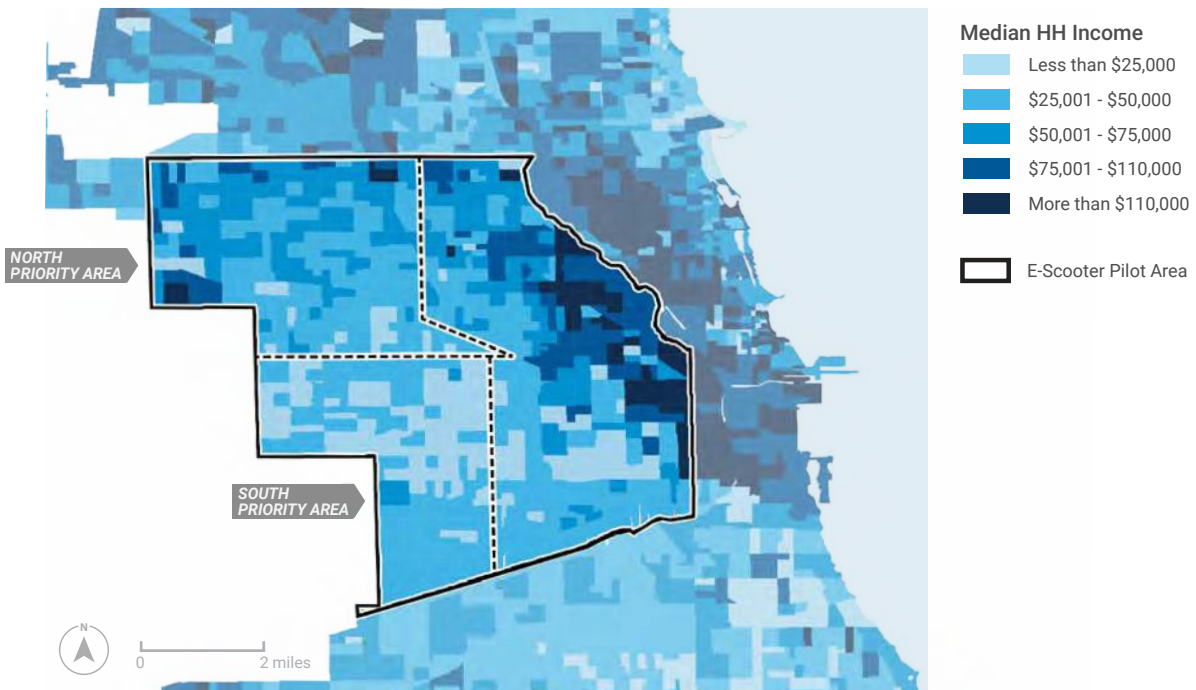 Median HH Income
Less than $25,000
$25,001 - $50,000
$50,001 - $75,000
$75,001 - $110,000
More than $110,000
E-Scooter Pilot Area
NORTH
PRIORITY AREA
SOUTH
PRIORITY AREA
N
0
2 miles